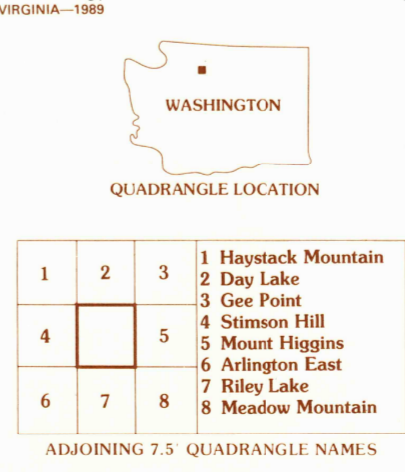 VIRGINIA—1989
WASHINGTON
QUADRANGLE LOCATION
1 2 3
4 5
6 7 8
1 Haystack Mountain
2 Day Lake
3 Gee Point
4 Stimson Hill
5 Mount Higgins
6 Arlington East
7 Riley Lake
8 Meadow Mountain
ADJOINING 7.5' QUADRANGLE NAMES